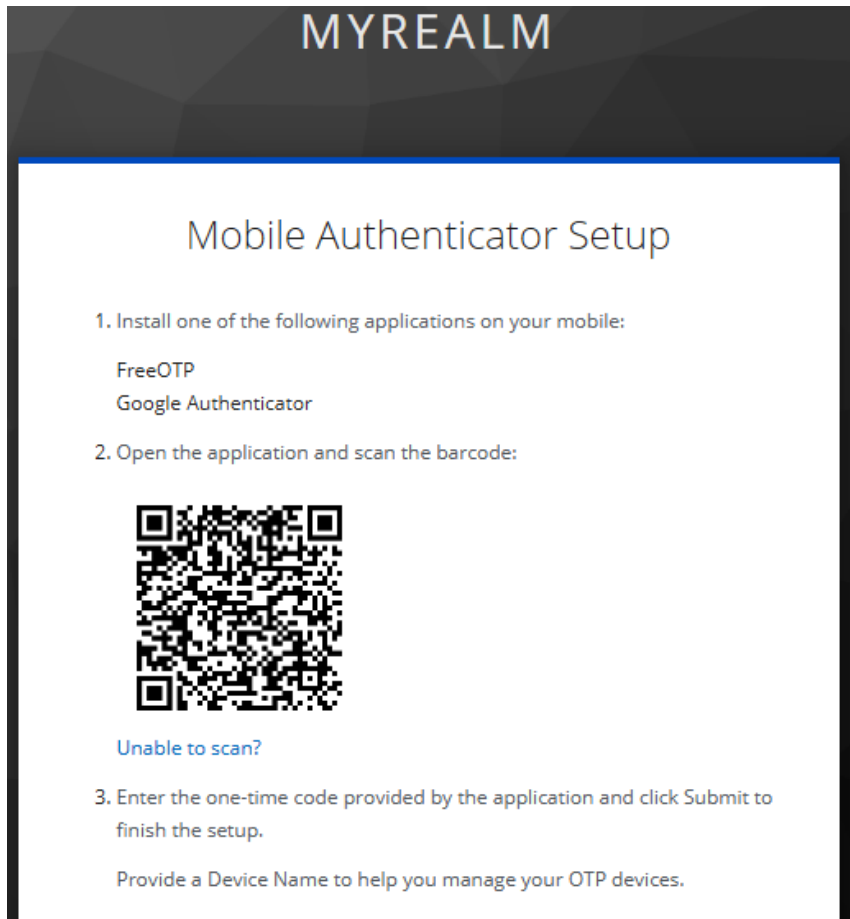 MYREALM
Mobile Authenticator Setup
1. Install one of the following applications on your mobile:
FreeOTP
Google Authenticator
2. Open the application and scan the barcode:
Unable to scan?
3. Enter the one-time code provided by the application and click Submit to
finish the setup.
Provide a Device Name to help you manage your OTP devices.